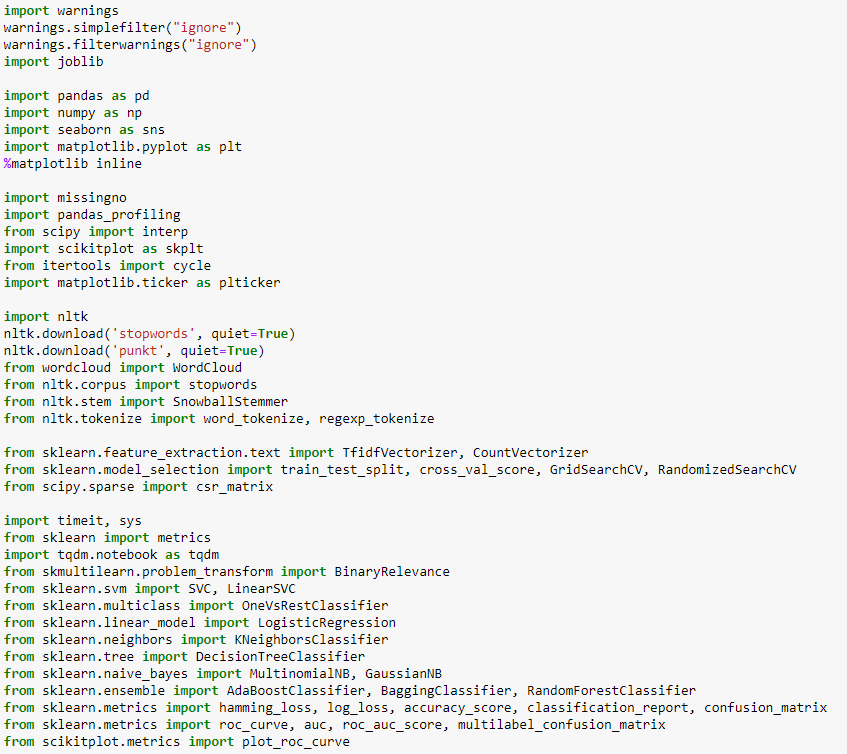 import warnings
warnings.simplefilter("ignore")
warnings.filterwarnings("ignore")
import joblib
import pandas as pd
import numpy as np
import seaborn as sns
import matplotlib.pyplot as plt
%matplotlib inline
import missingno
import pandas_profiling
from scipy import interp
import scikitplot as skplt
from itertools import cycle
import matplotlib.ticker as plticker
import nltk
nltk.download('stopwords', quiet=True)
nltk.download('punkt', quiet=True)
from wordcloud import WordCloud
from nltk.corpus import stopwords
from nltk.stem import SnowballStemmer
from nltk.tokenize import word_tokenize, regexp_tokenize
from sklearn.feature_extraction.text import TfidfVectorizer, CountVectorizer
from sklearn.model_selection import train_test_split, cross_val_score, GridSearchCV, RandomizedSearchCV
from scipy.sparse import csr_matrix
import timeit, sys
from sklearn import metrics
import tqdm.notebook as tqdm
from skmultilearn.problem_transform import BinaryRelevance
from sklearn.svm import SVC, LinearSVC
from sklearn.multiclass import OneVsRestClassifier
from sklearn.linear_model import LogisticRegression
from sklearn.neighbors import KNeighborsClassifier
from sklearn.tree import DecisionTreeClassifier
from sklearn.naive_bayes import MultinomialNB, GaussianNB
from sklearn.ensemble import AdaBoostClassifier, BaggingClassifier, RandomForestClassifier
from sklearn.metrics import hamming_loss, log_loss, accuracy_score, classification_report, confusion_matrix
from sklearn.metrics import roc_curve, auc, roc_auc_score, multilabel_confusion_matrix
from scikitplot.metrics import plot_roc_curve